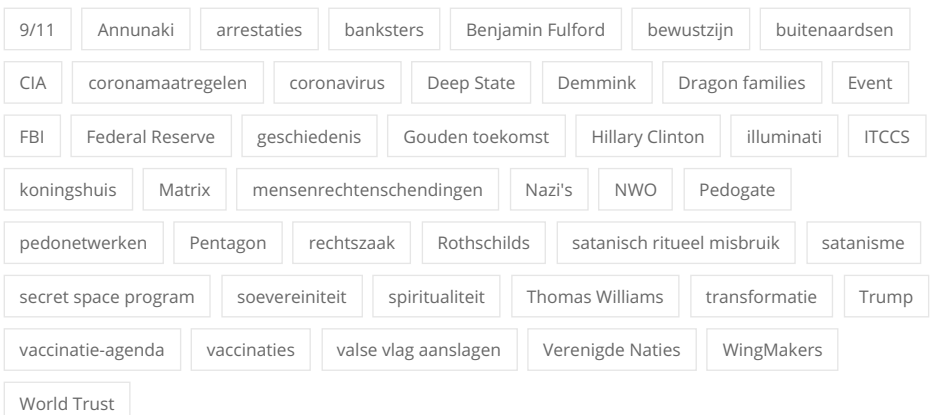 9/11 Annunaki arrestaties banksters Benjamin Fulford bewustzijn buitenaardsen
CIA coronamaatregelen coronavirus Deep State Demmink Dragon families Event
FBI Federal Reserve geschiedenis Gouden toekomst Hillary Clinton illuminati ITCCS
koningshuis Matrix mensenrechtenschendingen Nazi's NWO Pedogate
pedonetwerken Pentagon rechtszaak Rothschilds satanisch ritueel misbruik satanisme
secret space program soevereiniteit spiritualiteit Thomas Williams transformatie Trump
vaccinatie-agenda vaccinaties valse vlag aanslagen Verenigde Naties WingMakers
World Trust